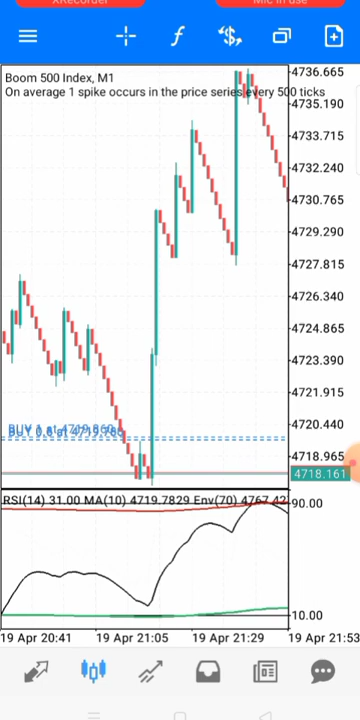 XRecorder
Mic in use
Boom 500 Index, M1
On average 1 spike occurs in the price series every 500 ticks
4736.665
4735.190
4733.715
4732.240
4730.765
4729.290
4727.815
4726.340
4724.865
4723.390
4721.915
4720.440
4718.965
4718.161
RSI(14) 31.00 MA(10) 4719.7829 Env(70) 4767.42
90.00
10.00
19 Apr 20:41
19 Apr 21:05
19 Apr 21:29
19 Apr 21:53